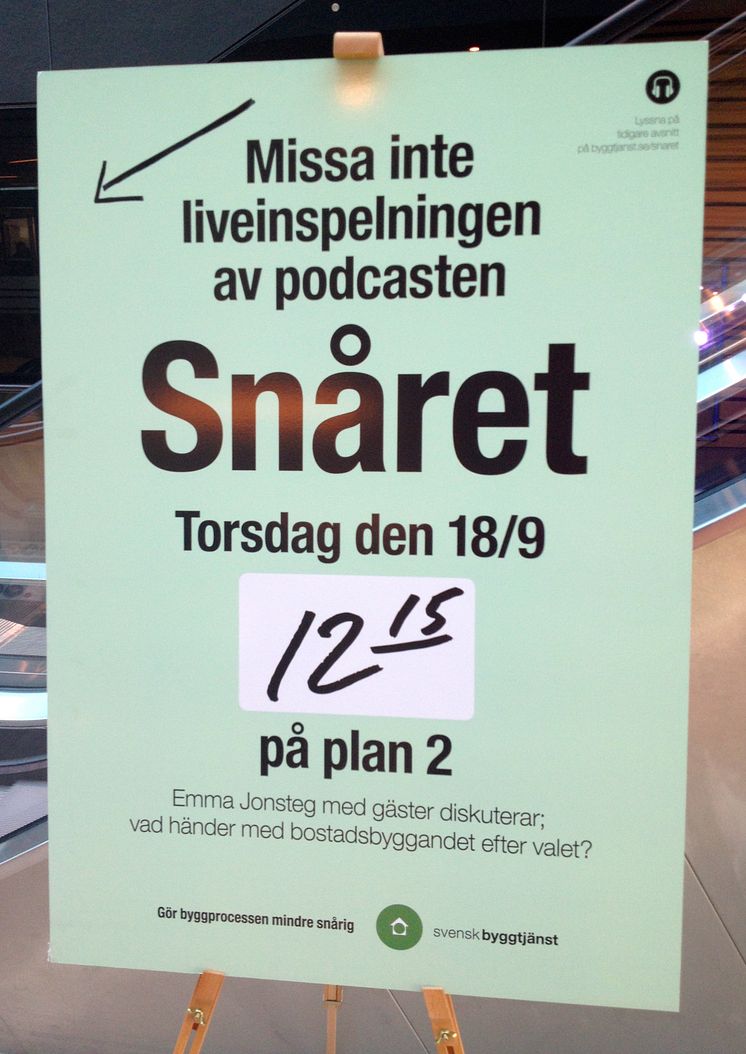 Lyssna på
tidigare avsnitt
på byggtjanst.se/snaret
Missa inte
liveinspelningen
av podcasten
Snåret
Torsdag den 18/9
12 15
på plan 2
Emma Jonsteg med gäster diskuterar;
vad händer med bostadsbyggandet efter valet?
Gör byggprocessen mindre snårig
svensk byggtjänst